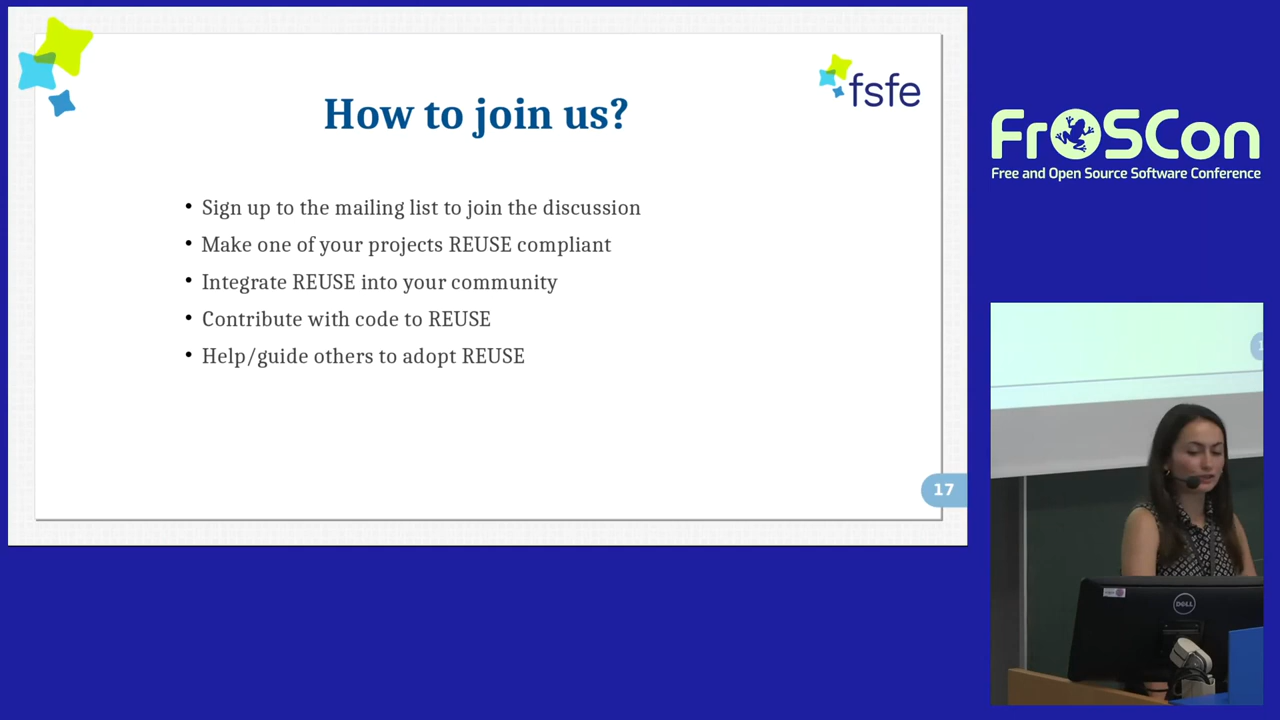 How to join us?
fsfe
• Sign up to the mailing list to join the discussion
• Make one of your projects REUSE compliant
• Integrate REUSE into your community
• Contribute with code to REUSE
• Help/guide others to adopt REUSE
17
FrOSCon
Free and Open Source Software Conference
DELL